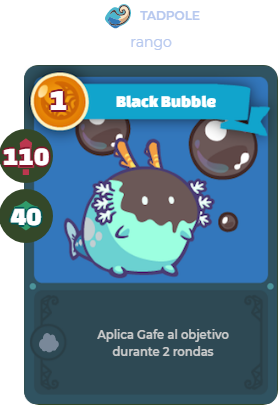 TADPOLE
rango
1
Black Bubble
110
40
Aplica Gafe al objetivo
durante 2 rondas